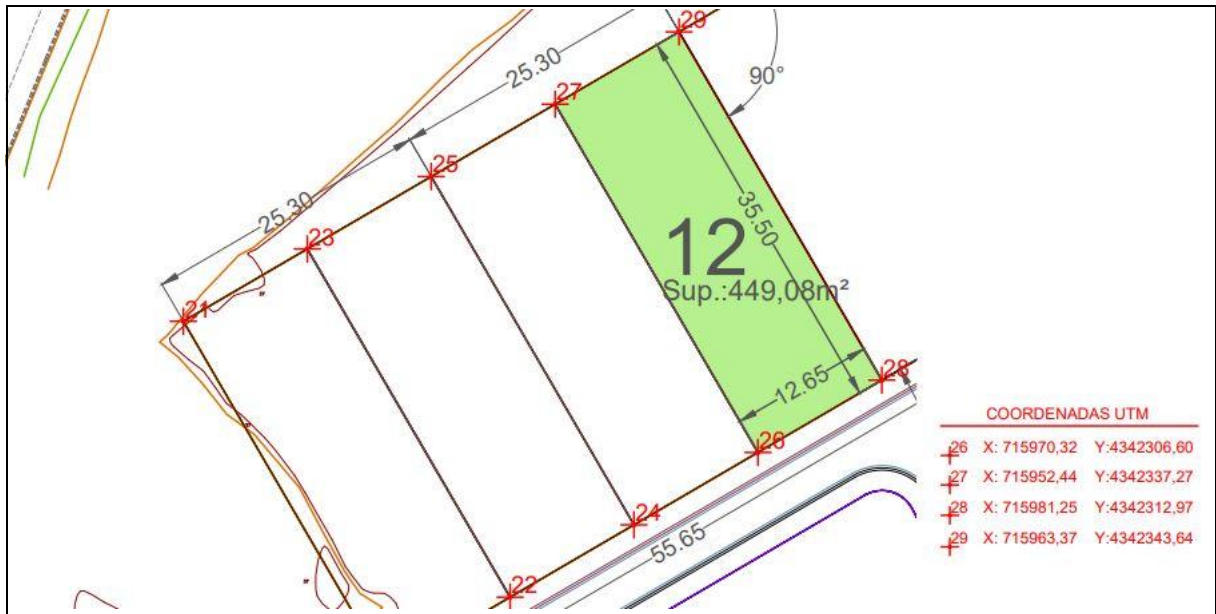 29
25.30
27
90°
25
25.30
23
35.50
12
Sup.:449,08m²
21
12.65
28
26
24
55.65
22
COORDENADAS UTM
26 X: 715970,32 Y:4342306,60
27 X: 715952,44 Y:4342337,27
28 X: 715981,25 Y:4342312,97
29 X: 715963,37 Y:4342343,64